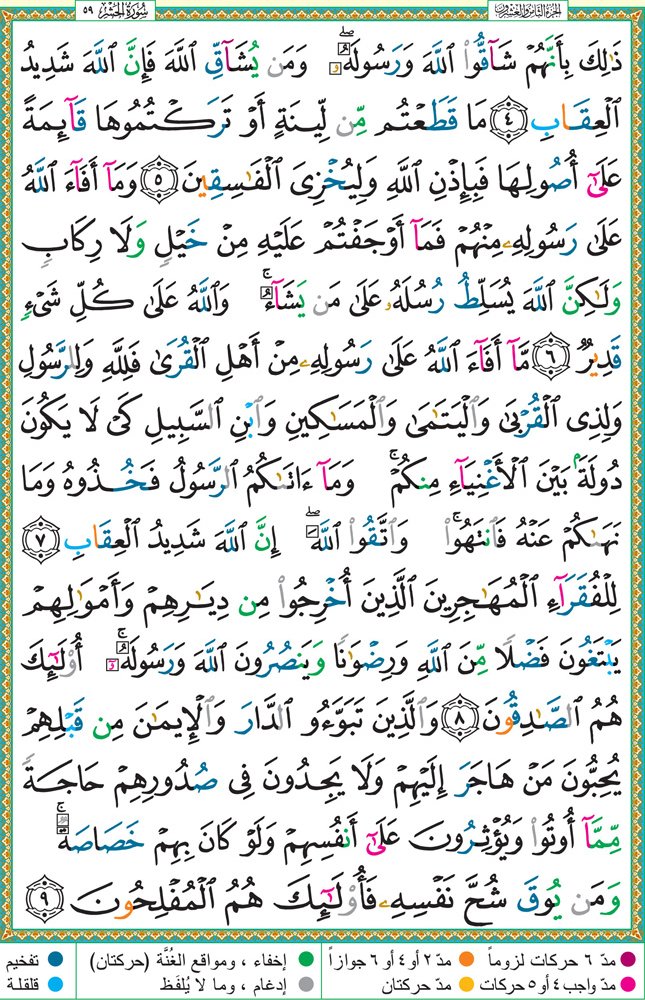 الجزء الثامن والعشرون
سورة الحشر ٥٩
ذَٰلِكَ بِأَنَّهُمْ شَآقُّوا۟ ٱللَّهَ وَرَسُولَهُۥ ۖ وَمَن يُشَآقِّ ٱللَّهَ فَإِنَّ ٱللَّهَ شَدِيدُ
ٱلْعِقَابِ ٤ مَا قَطَعْتُم مِّن لِّينَةٍ أَوْ تَرَكْتُمُوهَا قَآئِمَةً
عَلَىٰٓ أُصُولِهَا فَبِإِذْنِ ٱللَّهِ وَلِيُخْزِىَ ٱلْفَـٰسِقِينَ ٥ وَمَآ أَفَآءَ ٱللَّهُ
عَلَىٰ رَسُولِهِۦ مِنْهُمْ فَمَآ أَوْجَفْتُمْ عَلَيْهِ مِنْ خَيْلٍ وَلَا رِكَابٍ
وَلَـٰكِنَّ ٱللَّهَ يُسَلِّطُ رُسُلَهُۥ عَلَىٰ مَن يَشَآءُ ۚ وَٱللَّهُ عَلَىٰ كُلِّ شَىْءٍ
قَدِيرٌ ٦ مَّآ أَفَآءَ ٱللَّهُ عَلَىٰ رَسُولِهِۦ مِنْ أَهْلِ ٱلْقُرَىٰ فَلِلَّهِ وَلِلرَّسُولِ
وَلِذِى ٱلْقُرْبَىٰ وَٱلْيَتَـٰمَىٰ وَٱلْمَسَـٰكِينِ وَٱبْنِ ٱلسَّبِيلِ كَىْ لَا يَكُونَ
دُولَةًۢ بَيْنَ ٱلْأَغْنِيَآءِ مِنكُمْ ۚ وَمَآ ءَاتَىٰكُمُ ٱلرَّسُولُ فَخُذُوهُ وَمَا
نَهَىٰكُمْ عَنْهُ فَٱنتَهُوا۟ ۚ وَٱتَّقُوا۟ ٱللَّهَ ۖ إِنَّ ٱللَّهَ شَدِيدُ ٱلْعِقَابِ ٧
لِلْفُقَرَآءِ ٱلْمُهَـٰجِرِينَ ٱلَّذِينَ أُخْرِجُوا۟ مِن دِيَـٰرِهِمْ وَأَمْوَٰلِهِمْ
يَبْتَغُونَ فَضْلًا مِّنَ ٱللَّهِ وَرِضْوَٰنًا وَيَنصُرُونَ ٱللَّهَ وَرَسُولَهُۥٓ ۚ أُو۟لَـٰٓئِكَ
هُمُ ٱلصَّـٰدِقُونَ ٨ وَٱلَّذِينَ تَبَوَّءُو ٱلدَّارَ وَٱلْإِيمَـٰنَ مِن قَبْلِهِمْ
يُحِبُّونَ مَنْ هَاجَرَ إِلَيْهِمْ وَلَا يَجِدُونَ فِى صُدُورِهِمْ حَاجَةً
مِّمَّآ أُوتُوا۟ وَيُؤْثِرُونَ عَلَىٰٓ أَنفُسِهِمْ وَلَوْ كَانَ بِهِمْ خَصَاصَةٌ ۚ
وَمَن يُوقَ شُحَّ نَفْسِهِۦ فَأُو۟لَـٰٓئِكَ هُمُ ٱلْمُفْلِحُونَ ٩
مدّ ٦ حركات لزوماً مدّ ٢ أو ٤ أو ٦ جوازاً إخفاء ، ومواقع الغُنَّة (حركتان) تفخيم
مدّ واجب ٤ أو ٥ حركات مدّ حركتان إدغام ، وما لا يُلفَظ قلقلة